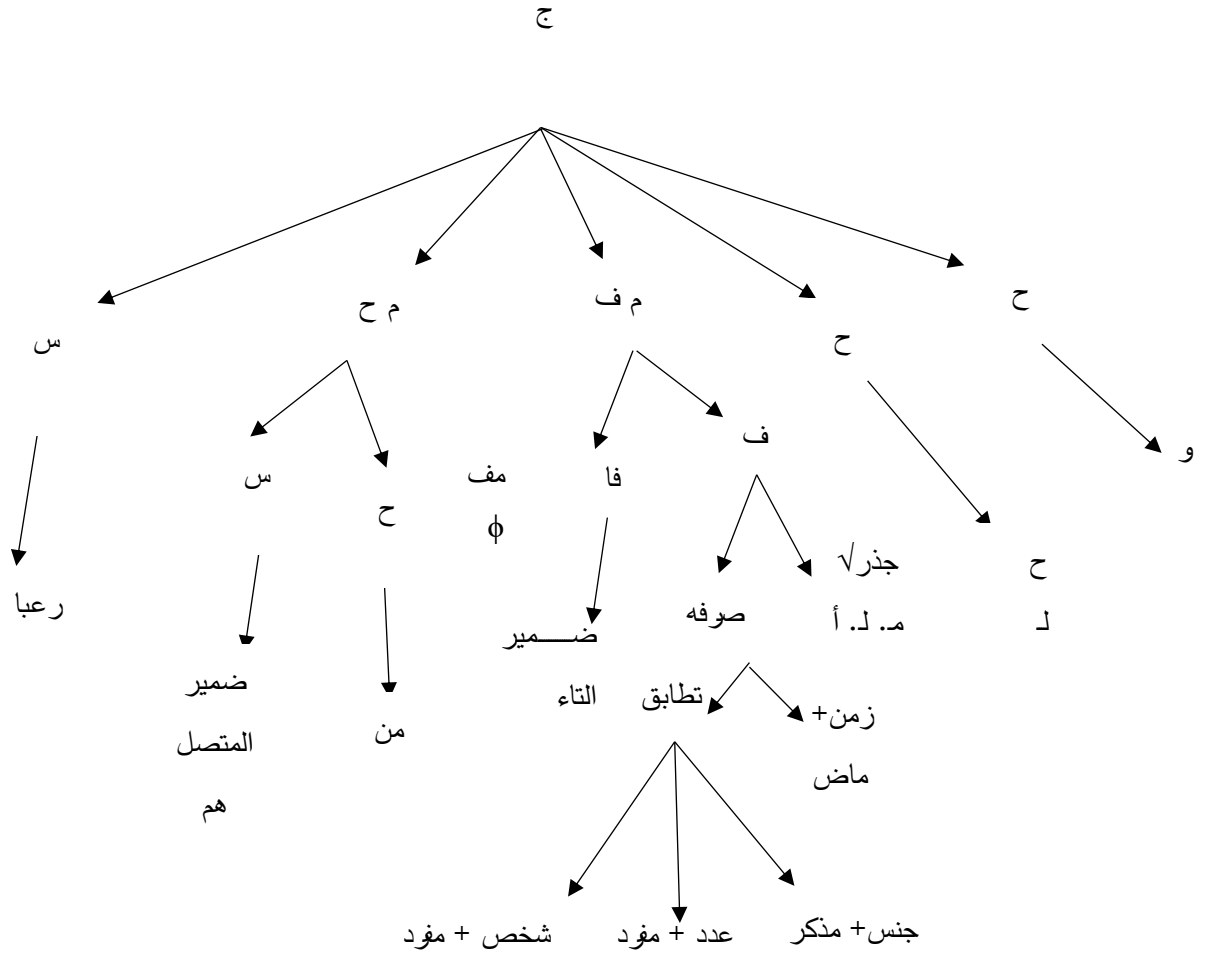 ج
ح
م ف
م ح
س
ح
و
ف
فا
مف
ϕ
س
ح
جذر√
م. لـ. أ
ح
لـ
صرفه
رعبا
ضـــمير
التاء
تطابق
زمن+
ماض
ضمير
المتصل
هم
من
جنس+ مذكر
عدد + مفرد
شخص + مفرد